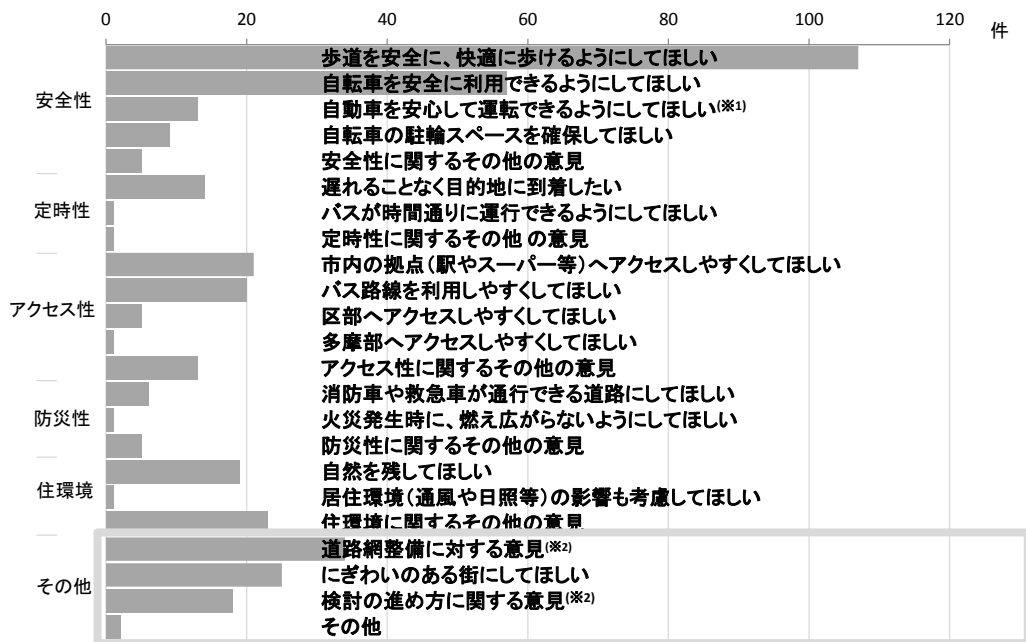 0 20 40 60 80 100 120
件
安全性
歩道を安全に、快適に歩けるようにしてほしい
自転車を安全に利用できるようにしてほしい
自動車を安心して運転できるようにしてほしい(※1)
自転車の駐輪スペースを確保してほしい
安全性に関するその他の意見
定時性
遅れることなく目的地に到着したい
バスが時間通りに運行できるようにしてほしい
定時性に関するその他 の意見
アクセス性
市内の拠点(駅やスーパー等)へアクセスしやすくしてほしい
バス路線を利用しやすくしてほしい
区部へアクセスしやすくしてほしい
多摩部へアクセスしやすくしてほしい
アクセス性に関するその他の意見
防災性
消防車や救急車が通行できる道路にしてほしい
火災発生時に、燃え広がらないようにしてほしい
防災性に関するその他の意見
住環境
自然を残してほしい
居住環境(通風や日照等)の影響も考慮してほしい
住環境に関するその他の意見
その他
道路網整備に対する意見(※2)
にぎわいのある街にしてほしい
検討の進め方に関する意見(※2)
その他